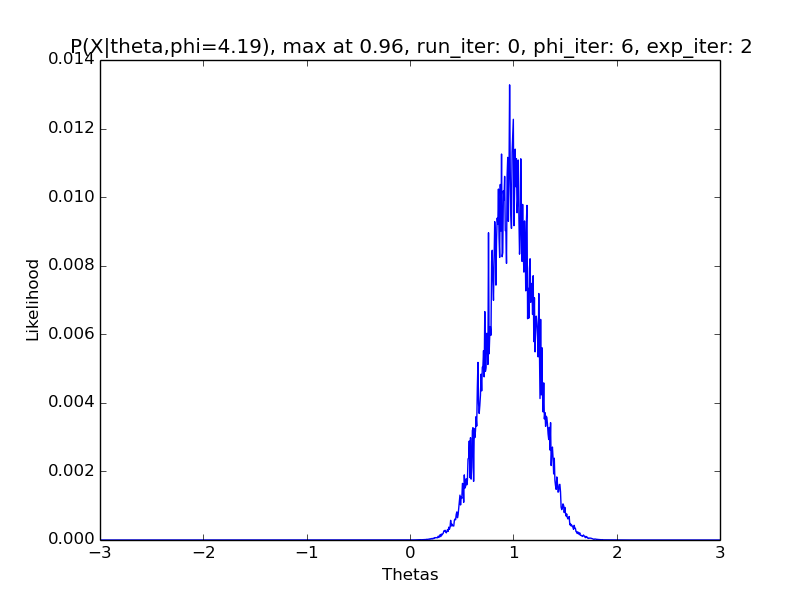 P(X|theta,phi=4.19), max at 0.96, run_iter: 0, phi_iter: 6, exp_iter: 2
0.014
0.012
0.010
0.008
0.006
0.004
0.002
0.000
Likelihood
−3 −2 −1 0 1 2 3
Thetas